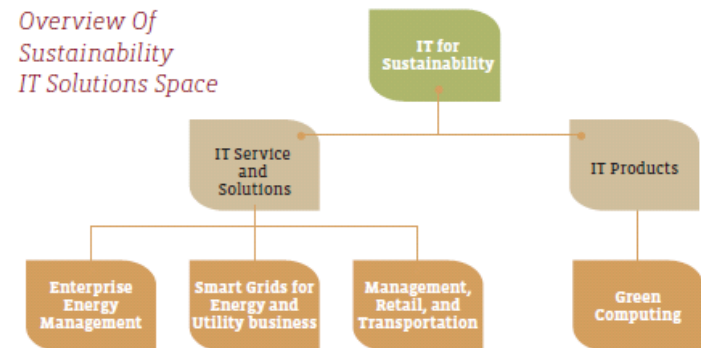 Overview Of
Sustainability
IT Solutions Space
IT for
Sustainability
IT Service
and
Solutions
IT Products
Enterprise
Energy
Management
Smart Grids for
Energy and
Utility business
Management,
Retail, and
Transportation
Green
Computing